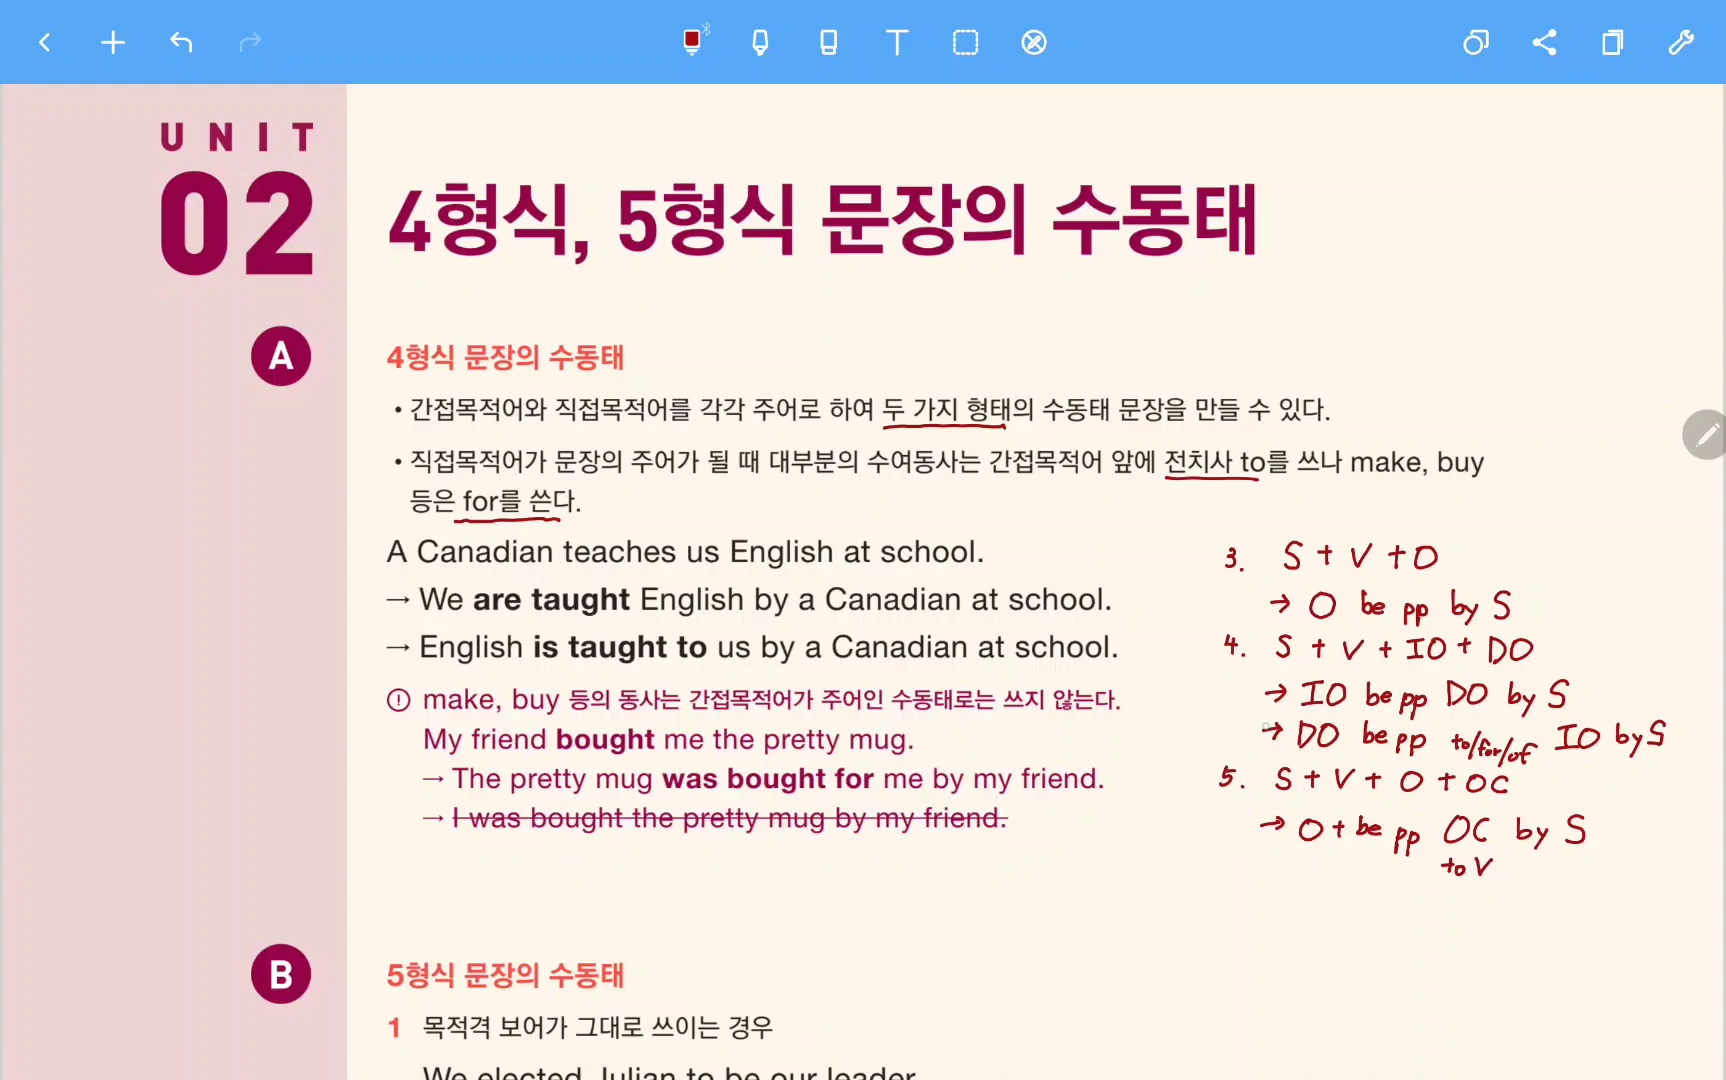 UNIT
02
4형식, 5형식 문장의 수동태
A
4형식 문장의 수동태
• 간접목적어와 직접목적어를 각각 주어로 하여 두 가지 형태의 수동태 문장을 만들 수 있다.
• 직접목적어가 문장의 주어가 될 때 대부분의 수여동사는 간접목적어 앞에 전치사 to를 쓰나 make, buy
등은 for를 쓴다.
A Canadian teaches us English at school.
→ We are taught English by a Canadian at school.
→ English is taught to us by a Canadian at school.
! make, buy 등의 동사는 간접목적어가 주어인 수동태로는 쓰지 않는다.
My friend bought me the pretty mug.
→ The pretty mug was bought for me by my friend.
→ I was bought the pretty mug by my friend.
3. S + V + O
→ O be pp by S
4. S + V + IO + DO
→ IO be pp DO by S
→ DO be pp to/for/of IO by S
5. S + V + O + OC
→ O + be pp OC by S
to V
B
5형식 문장의 수동태
1 목적격 보어가 그대로 쓰이는 경우
We elected Julian to be our leader